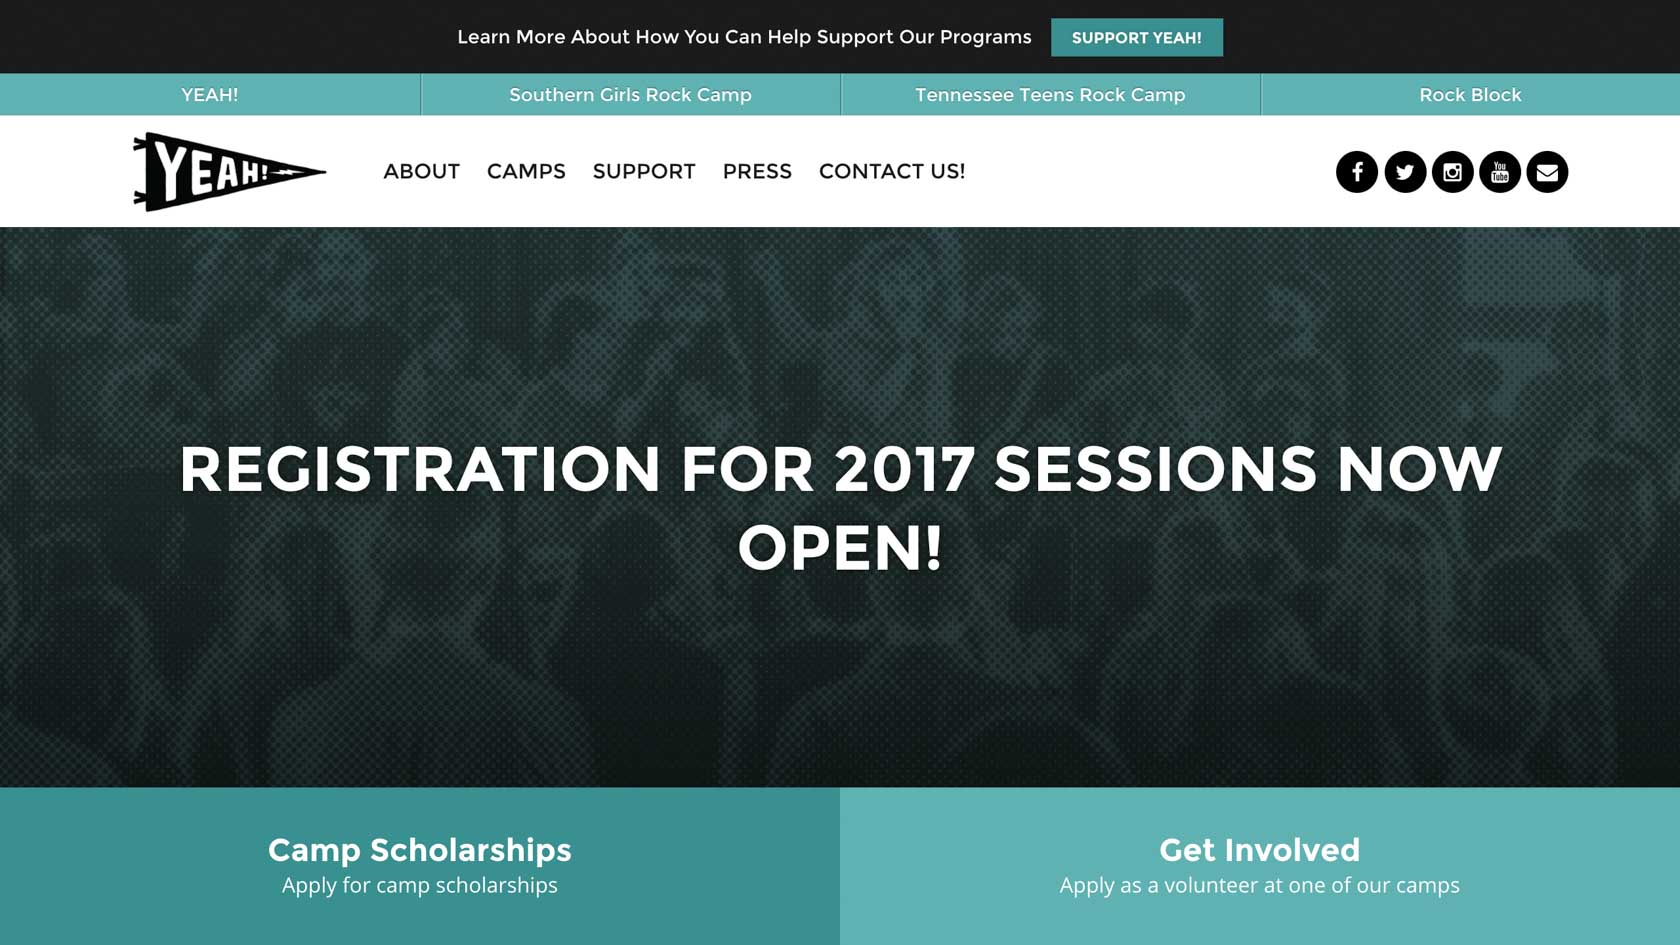 Learn More About How You Can Help Support Our Programs SUPPORT YEAH!
YEAH! Southern Girls Rock Camp Tennessee Teens Rock Camp Rock Block
YEAH! ABOUT CAMPS SUPPORT PRESS CONTACT US! You Tube
REGISTRATION FOR 2017 SESSIONS NOW
OPEN!
Camp Scholarships
Apply for camp scholarships
Get Involved
Apply as a volunteer at one of our camps